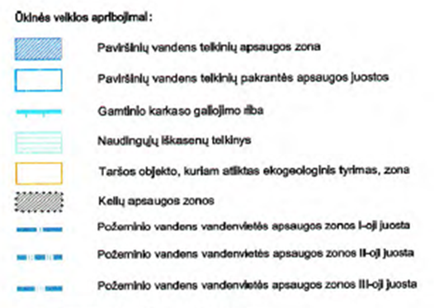 Ūkinės veiklos apribojimai:
Paviršinių vandens telkinių apsaugos zona
Paviršinių vandens telkinių pakrantės apsaugos juostos
Gamtinio karkaso galiojimo riba
Naudingųjų iškasenų telkinys
Taršos objekto, kuriam atliktas ekogeologinis tyrimas, zona
Kelių apsaugos zonos
Požeminio vandens vandenvietės apsaugos zonos I-oji juosta
Požeminio vandens vandenvietės apsaugos zonos II-oji juosta
Požeminio vandens vandenvietės apsaugos zonos III-oji juosta